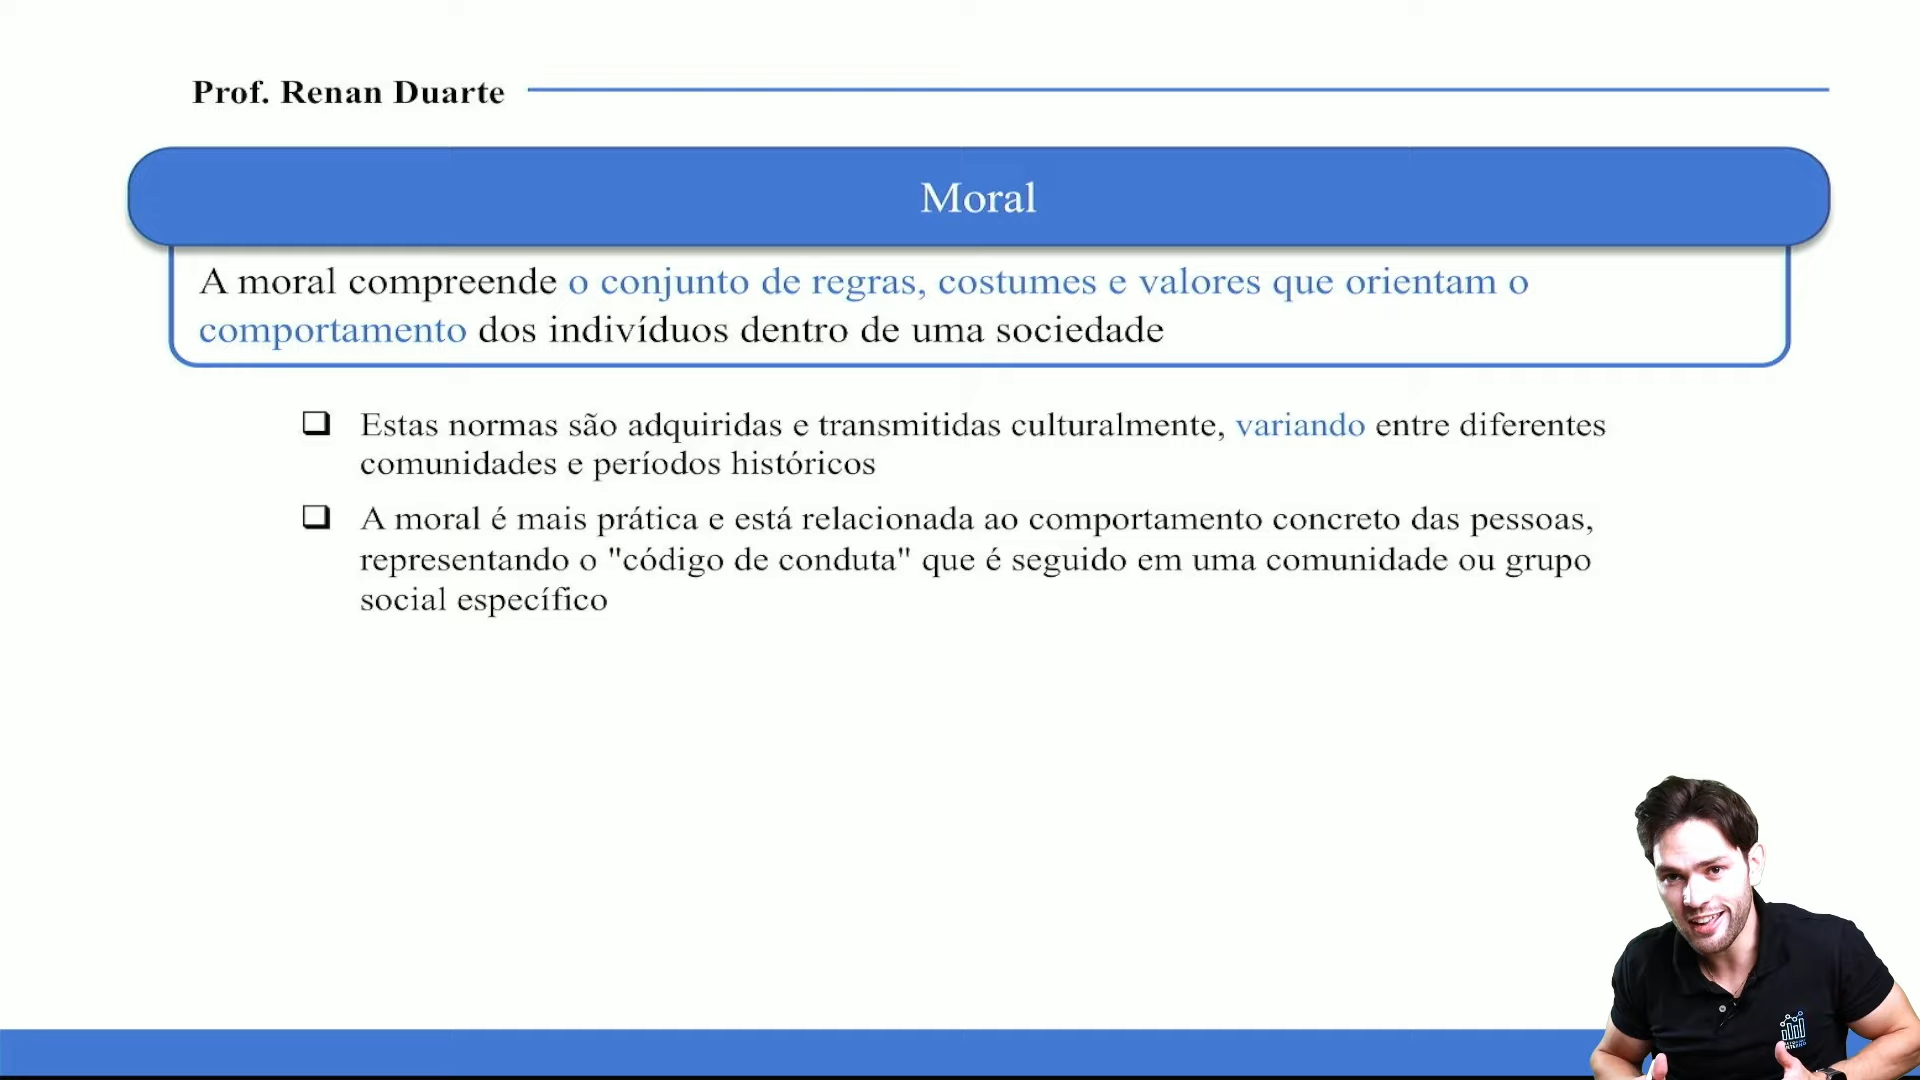 Prof. Renan Duarte
Moral
A moral compreende o conjunto de regras, costumes e valores que orientam o
comportamento dos indivíduos dentro de uma sociedade
Estas normas são adquiridas e transmitidas culturalmente, variando entre diferentes
comunidades e períodos históricos
A moral é mais prática e está relacionada ao comportamento concreto das pessoas,
representando o "código de conduta" que é seguido em uma comunidade ou grupo
social específico